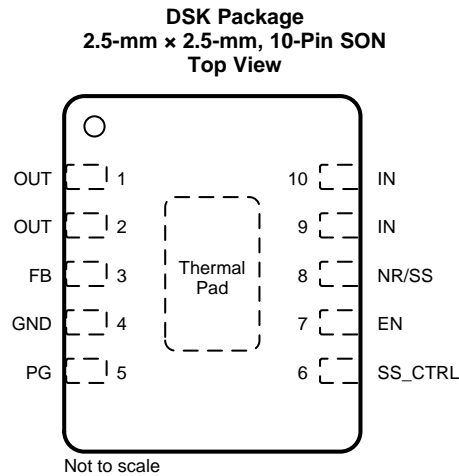 DSK Package
2.5-mm × 2.5-mm, 10-Pin SON
Top View
OUT 1 10 IN
OUT 2 9 IN
FB 3 Thermal Pad 8 NR/SS
GND 4 7 EN
PG 5 6 SS_CTRL
Not to scale